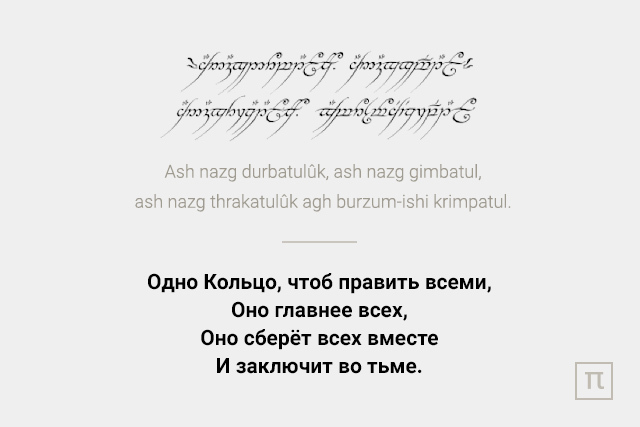 Ash nazg durbatulûk, ash nazg gimbatul,
ash nazg thrakatulûk agh burzum-ishi krimpatul.
Одно Кольцо, чтоб править всеми,
Оно главнее всех,
Оно сберёт всех вместе
И заключит во тьме.
π